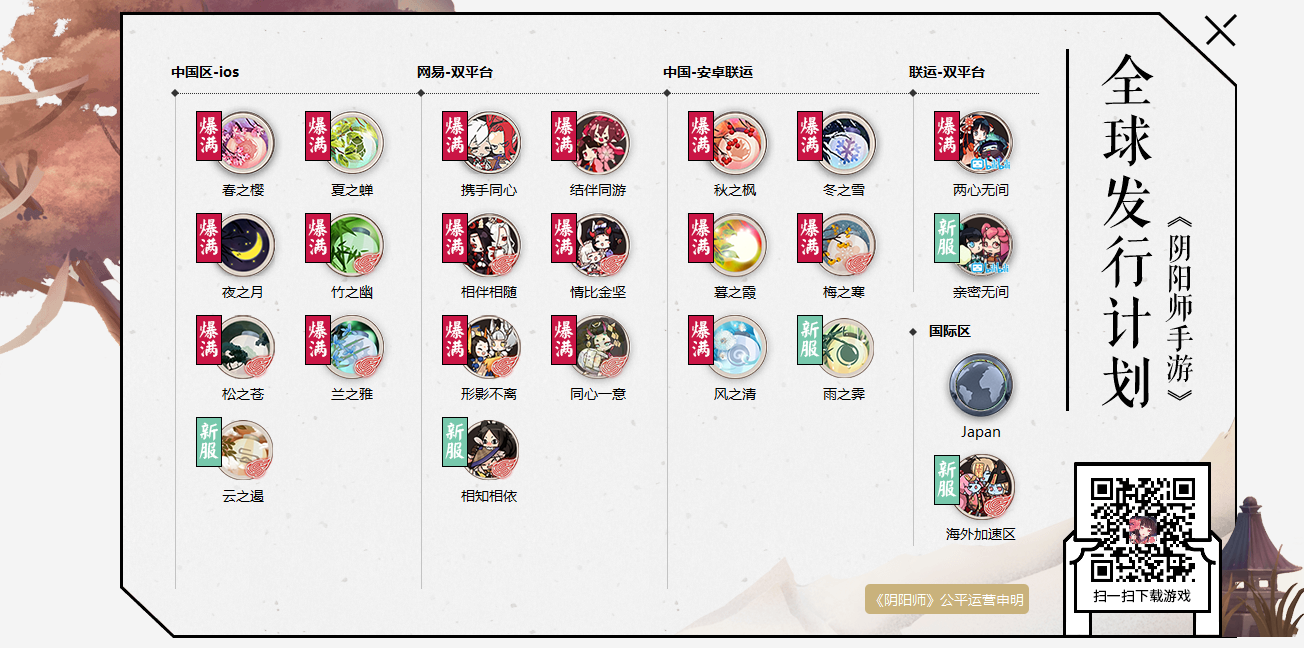 中国区-ios
网易-双平台
中国-安卓联运
联运-双平台
爆满
春之樱
爆满
夏之蝉
爆满
携手同心
爆满
结伴同游
爆满
秋之枫
爆满
冬之雪
爆满
两心无间
爆满
夜之月
爆满
竹之幽
爆满
相伴相随
爆满
情比金坚
爆满
暮之霞
爆满
梅之寒
新服
亲密无间
爆满
松之苍
爆满
兰之雅
爆满
形影不离
爆满
同心一意
爆满
风之清
新服
雨之霁
国际区
Japan
新服
云之遏
新服
相知相依
新服
海外加速区
《阴阳师》公平运营申明
全球发行计划
《阴阳师手游》
扫一扫下载游戏